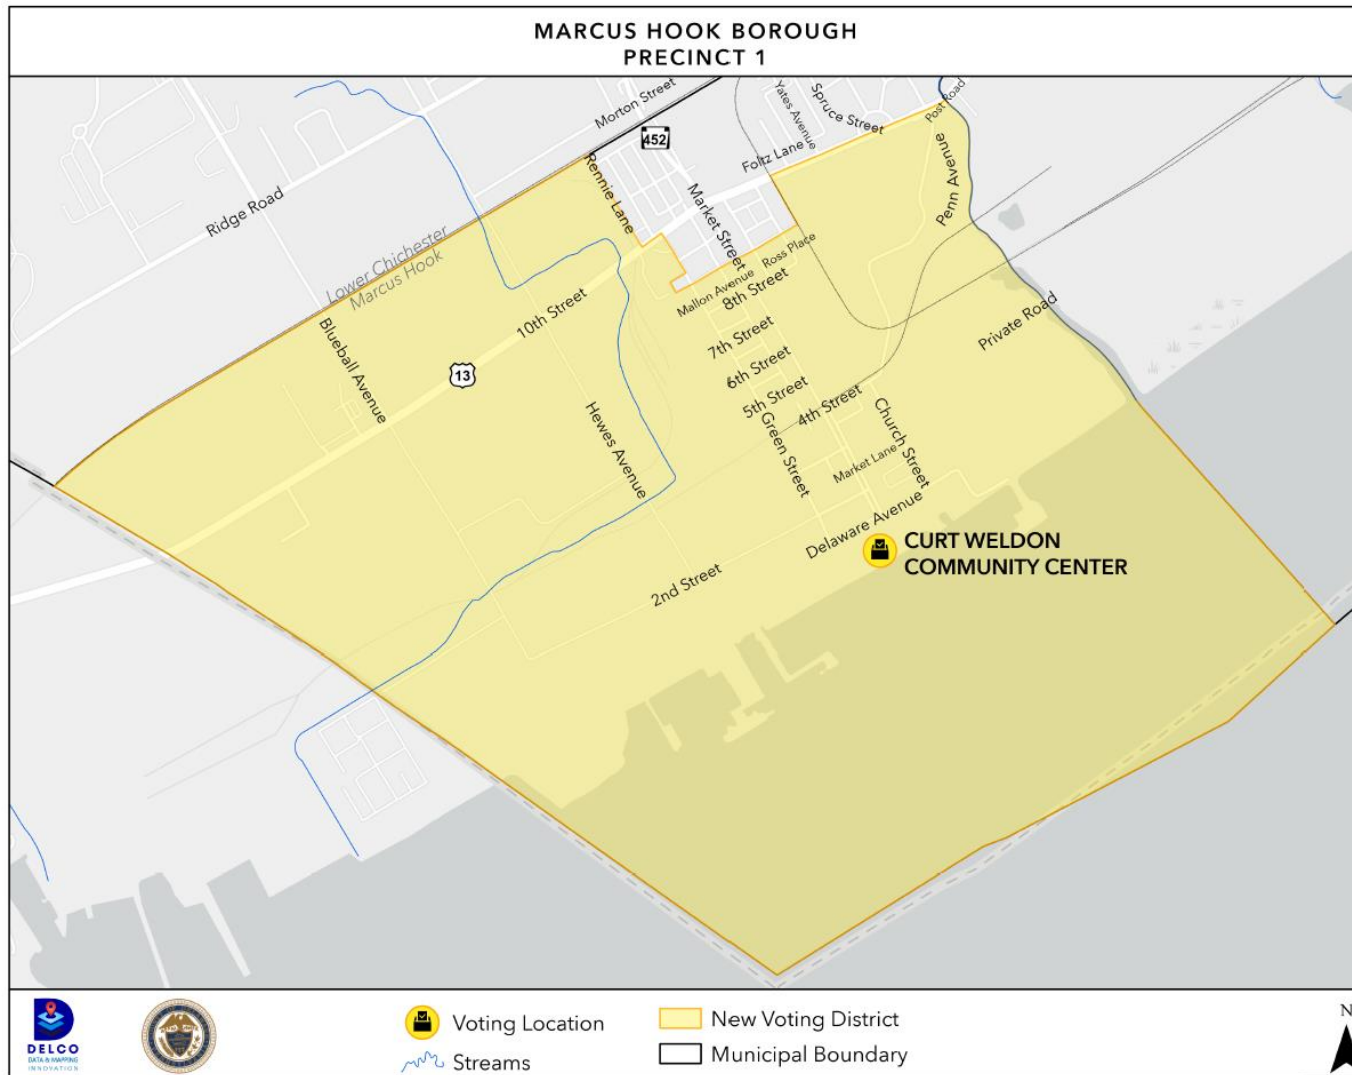 MARCUS HOOK BOROUGH
PRECINCT 1
Morton Street
452
Yates Avenue
Spruce Street
Post Road
Foltz Lane
Rennie Lane
Ridge Road
Market Street
Penn Avenue
Lower Chichester
Marcus Hook
Ross Place
Mallon Avenue
8th Street
10th Street
Blueball Avenue
13
7th Street
Private Road
6th Street
5th Street
4th Street
Hewes Avenue
Green Street
Church Street
Market Lane
Delaware Avenue
2nd Street
CURT WELDON
COMMUNITY CENTER
DELCO
DATA & MAPPING
INNOVATION
Voting Location
Streams
New Voting District
Municipal Boundary
N